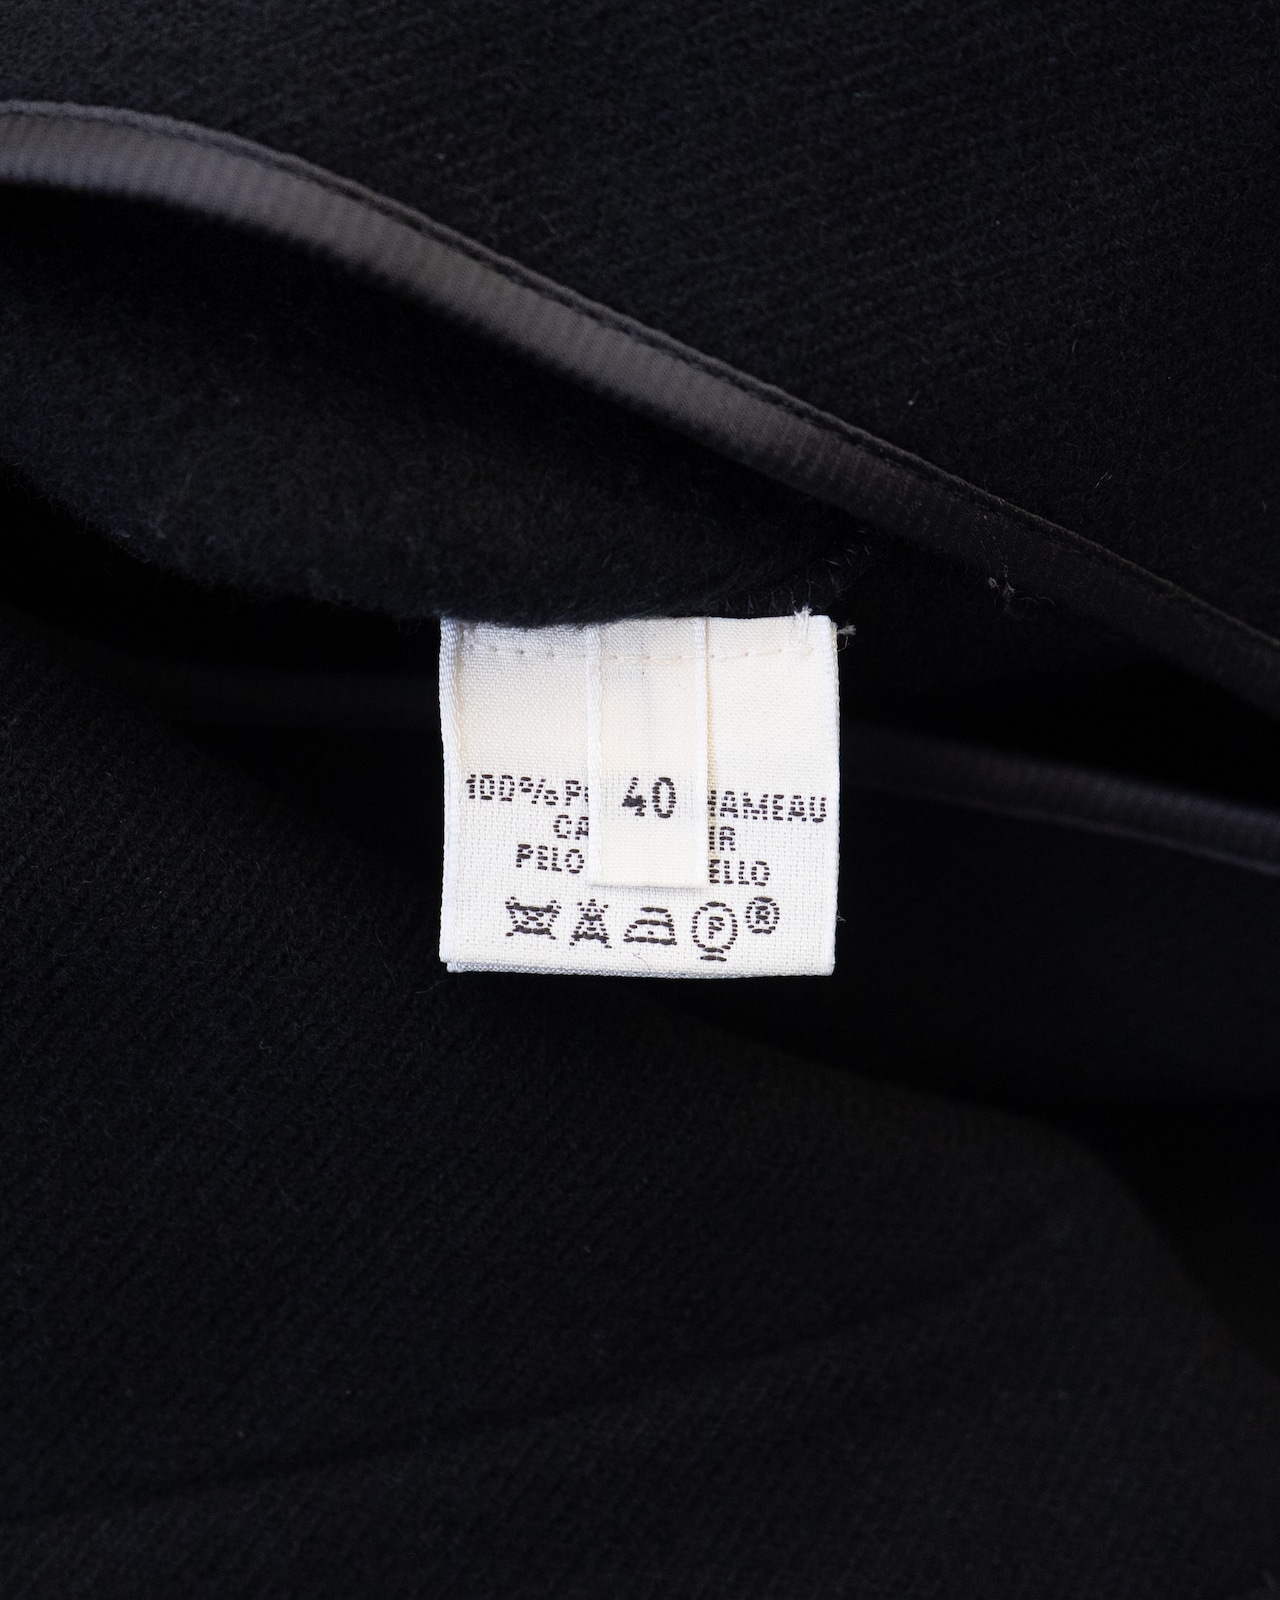 100% P
40
HAMEAU
CA
IR
PELO
ELLO
P ®